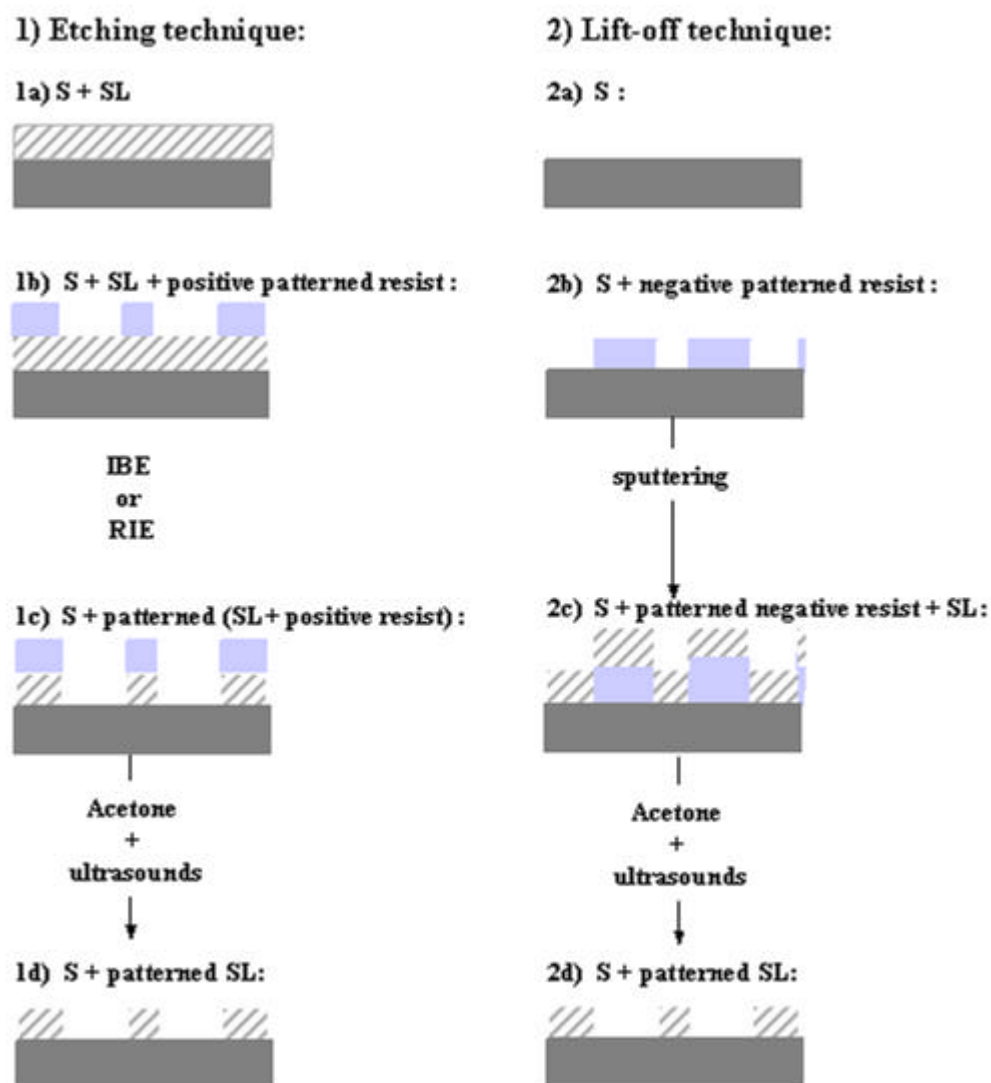 1) Etching technique:
1a) S + SL
1b) S + SL + positive patterned resist :
IBE
or
RIE
1c) S + patterned (SL+ positive resist) :
Acetone
+
ultrasounds
1d) S + patterned SL:
2) Lift-off technique:
2a) S :
2b) S + negative patterned resist :
sputtering
2c) S + patterned negative resist + SL:
Acetone
+
ultrasounds
2d) S + patterned SL: